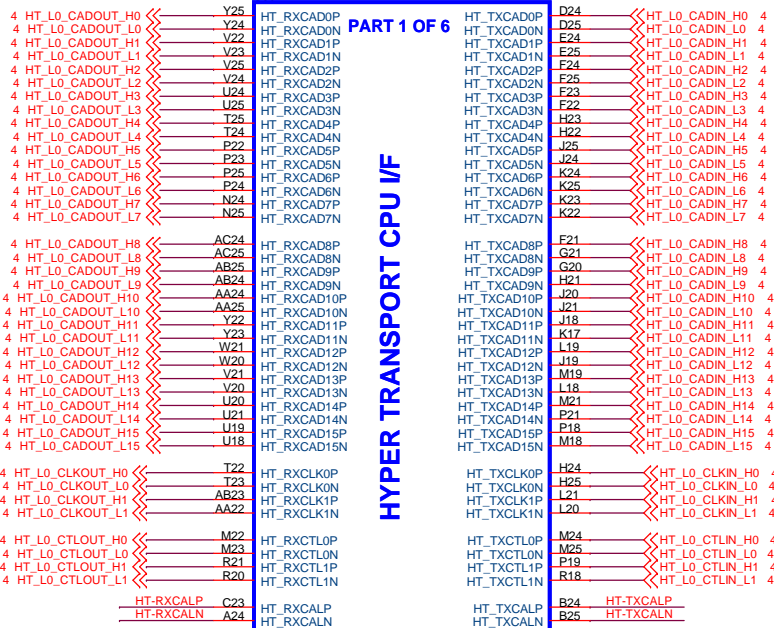 4 HT_L0_CADOUT_H0 Y25 HT_RXCAD0P PART 1 OF 6 HT_TXCAD0P D24 HT_L0_CADIN_H0 4
4 HT_L0_CADOUT_L0 Y24 HT_RXCAD0N HT_TXCAD0N D25 HT_L0_CADIN_L0 4
4 HT_L0_CADOUT_H1 V22 HT_RXCAD1P HT_TXCAD1P E24 HT_L0_CADIN_H1 4
4 HT_L0_CADOUT_L1 V23 HT_RXCAD1N HT_TXCAD1N E25 HT_L0_CADIN_L1 4
4 HT_L0_CADOUT_H2 V25 HT_RXCAD2P HT_TXCAD2P F24 HT_L0_CADIN_H2 4
4 HT_L0_CADOUT_L2 V24 HT_RXCAD2N HT_TXCAD2N F25 HT_L0_CADIN_L2 4
4 HT_L0_CADOUT_H3 U24 HT_RXCAD3P HT_TXCAD3P F23 HT_L0_CADIN_H3 4
4 HT_L0_CADOUT_L3 U25 HT_RXCAD3N HT_TXCAD3N F22 HT_L0_CADIN_L3 4
4 HT_L0_CADOUT_H4 T25 HT_RXCAD4P HT_TXCAD4P H23 HT_L0_CADIN_H4 4
4 HT_L0_CADOUT_L4 T24 HT_RXCAD4N HT_TXCAD4N H22 HT_L0_CADIN_L4 4
4 HT_L0_CADOUT_H5 P22 HT_RXCAD5P HT_TXCAD5P J25 HT_L0_CADIN_H5 4
4 HT_L0_CADOUT_L5 P23 HT_RXCAD5N HT_TXCAD5N J24 HT_L0_CADIN_L5 4
4 HT_L0_CADOUT_H6 P25 HT_RXCAD6P HT_TXCAD6P K24 HT_L0_CADIN_H6 4
4 HT_L0_CADOUT_L6 P24 HT_RXCAD6N HT_TXCAD6N K25 HT_L0_CADIN_L6 4
4 HT_L0_CADOUT_H7 N24 HT_RXCAD7P HT_TXCAD7P K23 HT_L0_CADIN_H7 4
4 HT_L0_CADOUT_L7 N25 HT_RXCAD7N HT_TXCAD7N K22 HT_L0_CADIN_L7 4
HYPER TRANSPORT CPU I/F
4 HT_L0_CADOUT_H8 AC24 HT_RXCAD8P HT_TXCAD8P F21 HT_L0_CADIN_H8 4
4 HT_L0_CADOUT_L8 AC25 HT_RXCAD8N HT_TXCAD8N G21 HT_L0_CADIN_L8 4
4 HT_L0_CADOUT_H9 AB25 HT_RXCAD9P HT_TXCAD9P G20 HT_L0_CADIN_H9 4
4 HT_L0_CADOUT_L9 AB24 HT_RXCAD9N HT_TXCAD9N H21 HT_L0_CADIN_L9 4
4 HT_L0_CADOUT_H10 AA24 HT_RXCAD10P HT_TXCAD10P J20 HT_L0_CADIN_H10 4
4 HT_L0_CADOUT_L10 AA25 HT_RXCAD10N HT_TXCAD10N J21 HT_L0_CADIN_L10 4
4 HT_L0_CADOUT_H11 Y22 HT_RXCAD11P HT_TXCAD11P J18 HT_L0_CADIN_H11 4
4 HT_L0_CADOUT_L11 Y23 HT_RXCAD11N HT_TXCAD11N K17 HT_L0_CADIN_L11 4
4 HT_L0_CADOUT_H12 W21 HT_RXCAD12P HT_TXCAD12P L19 HT_L0_CADIN_H12 4
4 HT_L0_CADOUT_L12 W20 HT_RXCAD12N HT_TXCAD12N J19 HT_L0_CADIN_L12 4
4 HT_L0_CADOUT_H13 V21 HT_RXCAD13P HT_TXCAD13P M19 HT_L0_CADIN_H13 4
4 HT_L0_CADOUT_L13 V20 HT_RXCAD13N HT_TXCAD13N L18 HT_L0_CADIN_L13 4
4 HT_L0_CADOUT_H14 U20 HT_RXCAD14P HT_TXCAD14P M21 HT_L0_CADIN_H14 4
4 HT_L0_CADOUT_L14 U21 HT_RXCAD14N HT_TXCAD14N P21 HT_L0_CADIN_L14 4
4 HT_L0_CADOUT_H15 U19 HT_RXCAD15P HT_TXCAD15P P18 HT_L0_CADIN_H15 4
4 HT_L0_CADOUT_L15 U18 HT_RXCAD15N HT_TXCAD15N M18 HT_L0_CADIN_L15 4
4 HT_L0_CLKOUT_H0 T22 HT_RXCLK0P HT_TXCLK0P H24 HT_L0_CLKIN_H0 4
4 HT_L0_CLKOUT_L0 T23 HT_RXCLK0N HT_TXCLK0N H25 HT_L0_CLKIN_L0 4
4 HT_L0_CLKOUT_H1 AB23 HT_RXCLK1P HT_TXCLK1P L21 HT_L0_CLKIN_H1 4
4 HT_L0_CLKOUT_L1 AA22 HT_RXCLK1N HT_TXCLK1N L20 HT_L0_CLKIN_L1 4
4 HT_L0_CTLOUT_H0 M22 HT_RXCTL0P HT_TXCTL0P M24 HT_L0_CTLIN_H0 4
4 HT_L0_CTLOUT_L0 M23 HT_RXCTL0N HT_TXCTL0N M25 HT_L0_CTLIN_L0 4
4 HT_L0_CTLOUT_H1 R21 HT_RXCTL1P HT_TXCTL1P P19 HT_L0_CTLIN_H1 4
4 HT_L0_CTLOUT_L1 R20 HT_RXCTL1N HT_TXCTL1N R18 HT_L0_CTLIN_L1 4
HT-RXCALP C23 HT_RXCALP HT_TXCALP B24 HT-TXCALP
HT-RXCALN A24 HT_RXCALN HT_TXCALN B25 HT-TXCALN